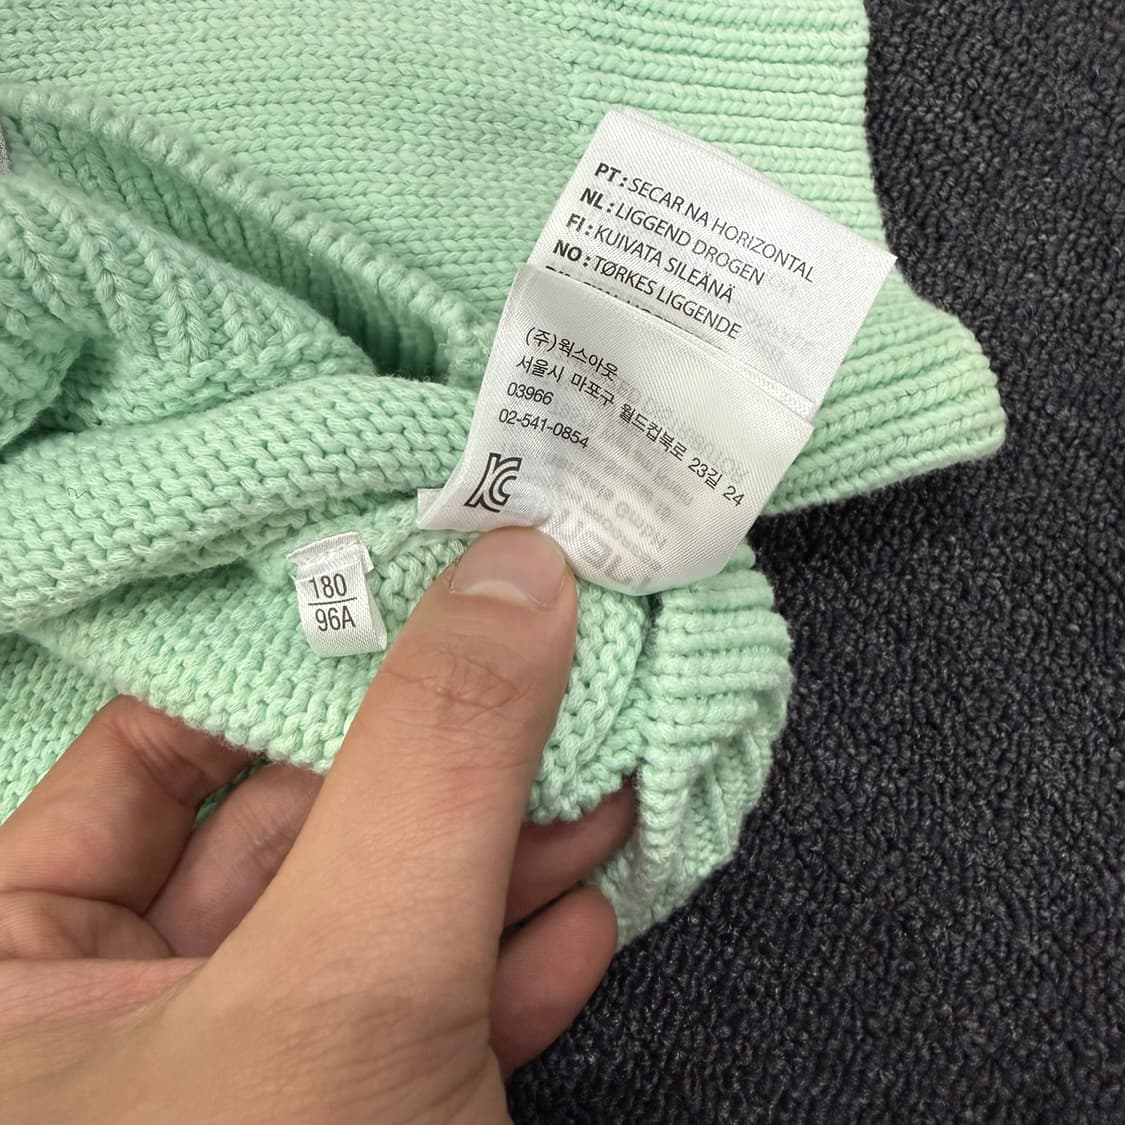 PT : SECAR NA HORIZONTAL
NL : LIGGEND DROGEN
FI : KUIVATA SILEÄNÄ
NO : TØRKES LIGGENDE
(주)웍스아웃
서울시 마포구 월드컵북로 23길 24
03966
02-541-0854
180
96A